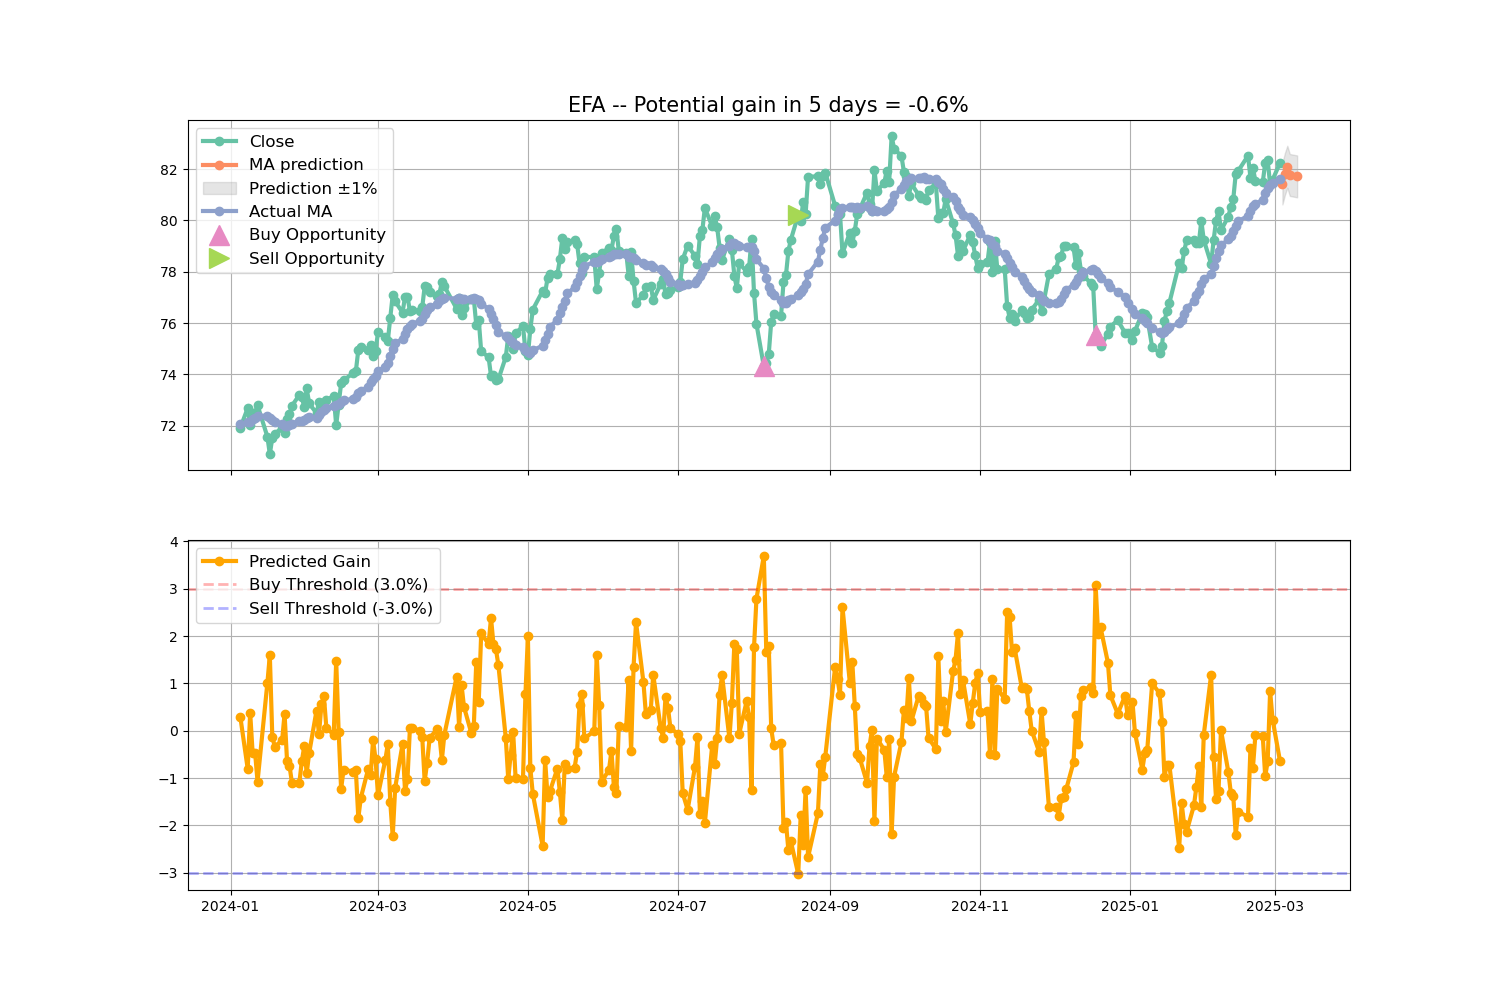 EFA -- Potential gain in 5 days = -0.6%
Close
MA prediction
Prediction ±1%
Actual MA
Buy Opportunity
Sell Opportunity
82
80
78
76
74
72
Predicted Gain
Buy Threshold (3.0%)
Sell Threshold (-3.0%)
4
3
2
1
0
−1
−2
−3
2024-01 2024-03 2024-05 2024-07 2024-09 2024-11 2025-01 2025-03